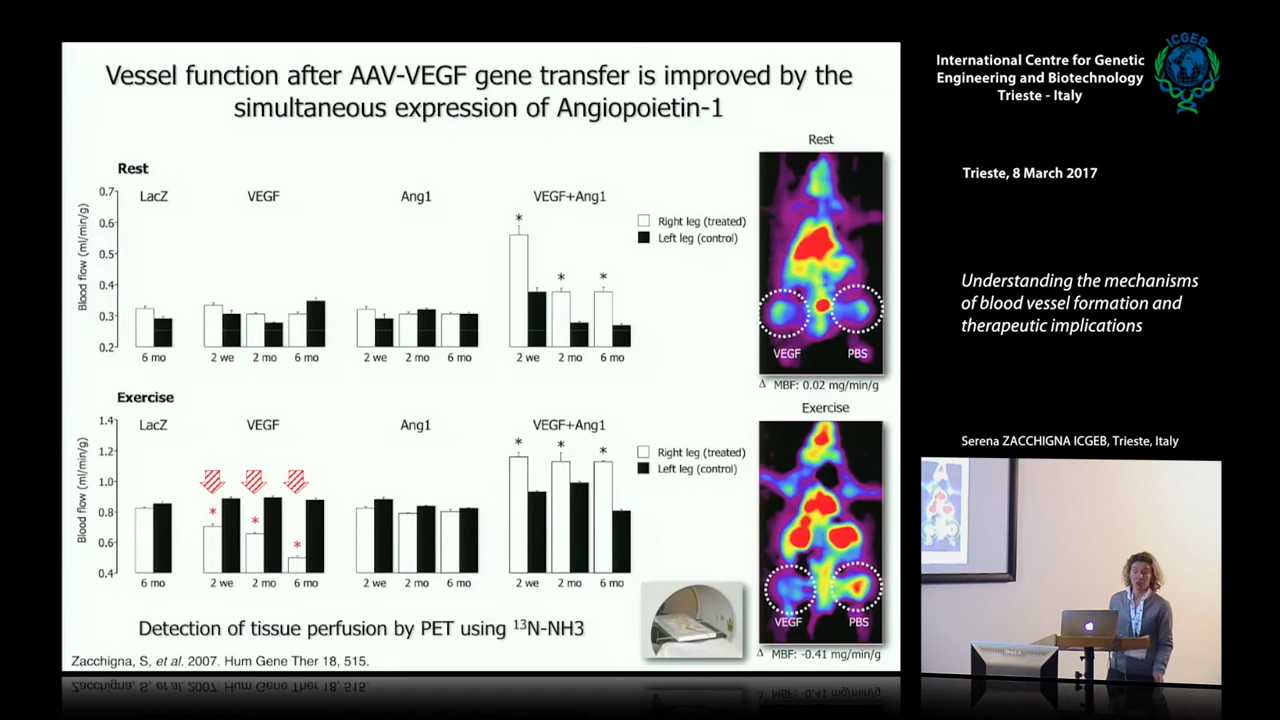 Vessel function after AAV-VEGF gene transfer is improved by the
simultaneous expression of Angiopoietin-1
Rest
LacZ VEGF Ang1 VEGF+Ang1
Blood flow (ml/min/g)
0.7
0.6
0.5
0.4
0.3
0.2
* * *
6 mo 2 we 2 mo 6 mo 2 we 2 mo 6 mo 2 we 2 mo 6 mo
Right leg (treated)
Left leg (control)
Rest
VEGF PBS
Δ MBF: 0.02 mg/min/g
Exercise
LacZ VEGF Ang1 VEGF+Ang1
Blood flow (ml/min/g)
1.4
1.2
1.0
0.8
0.6
0.4
* * * * * *
6 mo 2 we 2 mo 6 mo 2 we 2 mo 6 mo 2 we 2 mo 6 mo
Right leg (treated)
Left leg (control)
Exercise
VEGF PBS
Δ MBF: -0.41 mg/min/g
Detection of tissue perfusion by PET using ¹³N-NH3
Zacchigna, S, et al. 2007. Hum Gene Ther 18, 515.
International Centre for Genetic
Engineering and Biotechnology
Trieste - Italy
ICGEB
Trieste, 8 March 2017
Understanding the mechanisms
of blood vessel formation and
therapeutic implications
Serena ZACCHIGNA ICGEB, Trieste, Italy